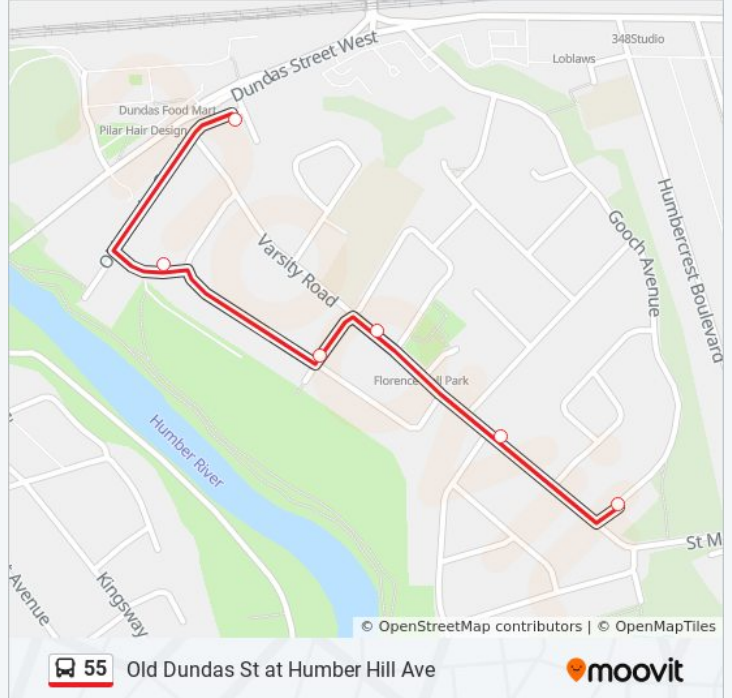 348Studio
Loblaws
Dundas Street West
Dundas Food Mart
Pilar Hair Design
Varsity Road
Gooch Avenue
Humbercrest Boulevard
Florence Gell Park
Humber River
St M
Kingsway
Avenue
© OpenStreetMap contributors | © OpenMapTiles
55 Old Dundas St at Humber Hill Ave
moovit